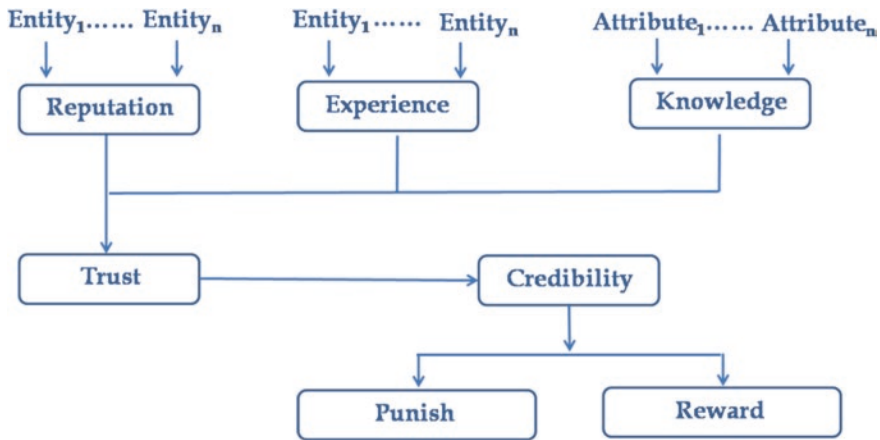 Entity₁...... Entityₙ Entity₁...... Entityₙ Attribute₁...... Attributeₙ
Reputation Experience Knowledge
Trust Credibility
Punish Reward